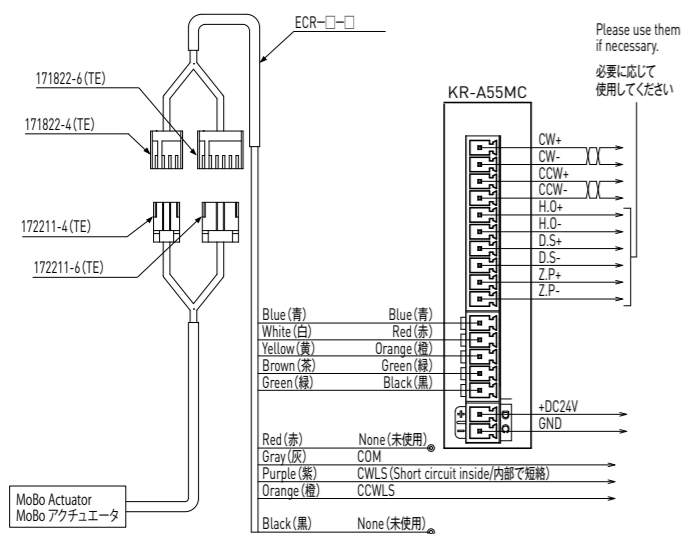 ECR-□-□
Please use them
if necessary.
必要に応じて
使用してください
171822-6(TE)
171822-4(TE)
172211-4(TE)
172211-6(TE)
KR-A55MC
CW+
CW-
CCW+
CCW-
H.O+
H.O-
D.S+
D.S-
Z.P+
Z.P-
Blue(青) Blue(青)
White(白) Red(赤)
Yellow(黄) Orange(橙)
Brown(茶) Green(緑)
Green(緑) Black(黒)
+ D +DC24V
- C GND
Red(赤) None(未使用)
Gray(灰) COM
Purple(紫) CWLS(Short circuit inside/内部で短絡)
Orange(橙) CCWLS
Black(黒) None(未使用)
MoBo Actuator
MoBo アクチュエータ